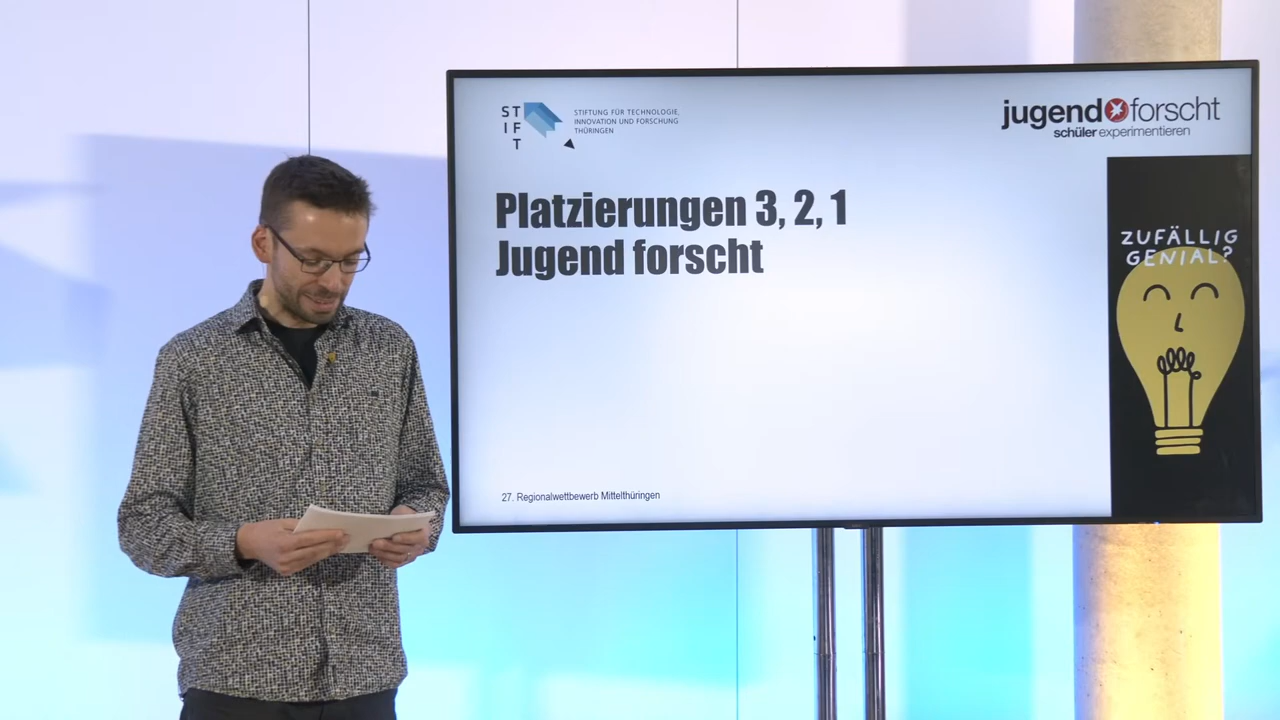 ST
IF
T
STIFTUNG FÜR TECHNOLOGIE,
INNOVATION UND FORSCHUNG
THÜRINGEN
jugend forscht
schüler experimentieren
Platzierungen 3, 2, 1
Jugend forscht
ZUFÄLLIG
GENIAL?
27. Regionalwettbewerb Mittelthüringen